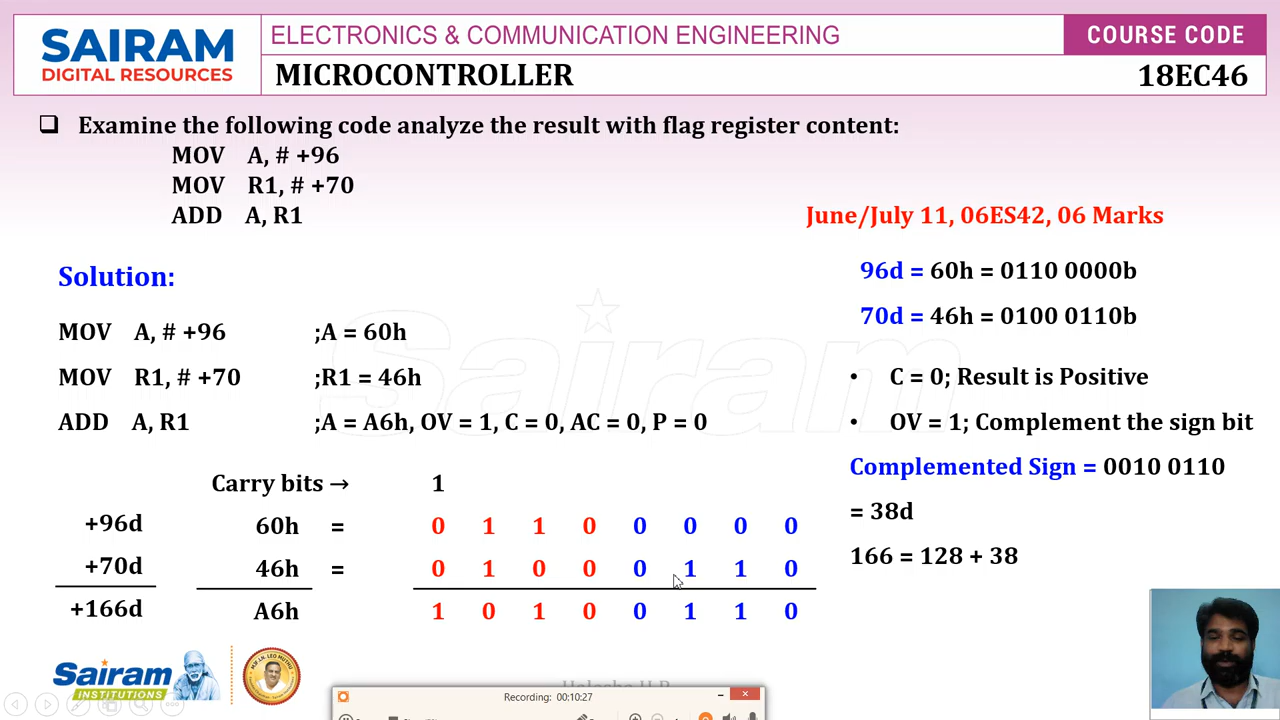 SAIRAM
DIGITAL RESOURCES
ELECTRONICS & COMMUNICATION ENGINEERING
COURSE CODE
MICROCONTROLLER
18EC46
❑ Examine the following code analyze the result with flag register content:
MOV A, # +96
MOV R1, # +70
ADD A, R1
June/July 11, 06ES42, 06 Marks
Solution:
96d = 60h = 0110 0000b
70d = 46h = 0100 0110b
MOV A, # +96 ;A = 60h
MOV R1, # +70 ;R1 = 46h
• C = 0; Result is Positive
ADD A, R1 ;A = A6h, OV = 1, C = 0, AC = 0, P = 0
• OV = 1; Complement the sign bit
Complemented Sign = 0010 0110
= 38d
166 = 128 + 38
Carry bits → 1
+96d 60h = 0 1 1 0 0 0 0 0
+70d 46h = 0 1 0 0 0 1 1 0
+166d A6h 1 0 1 0 0 1 1 0
Sairam
Sairam
INSTITUTIONS
Recording: 00:10:27